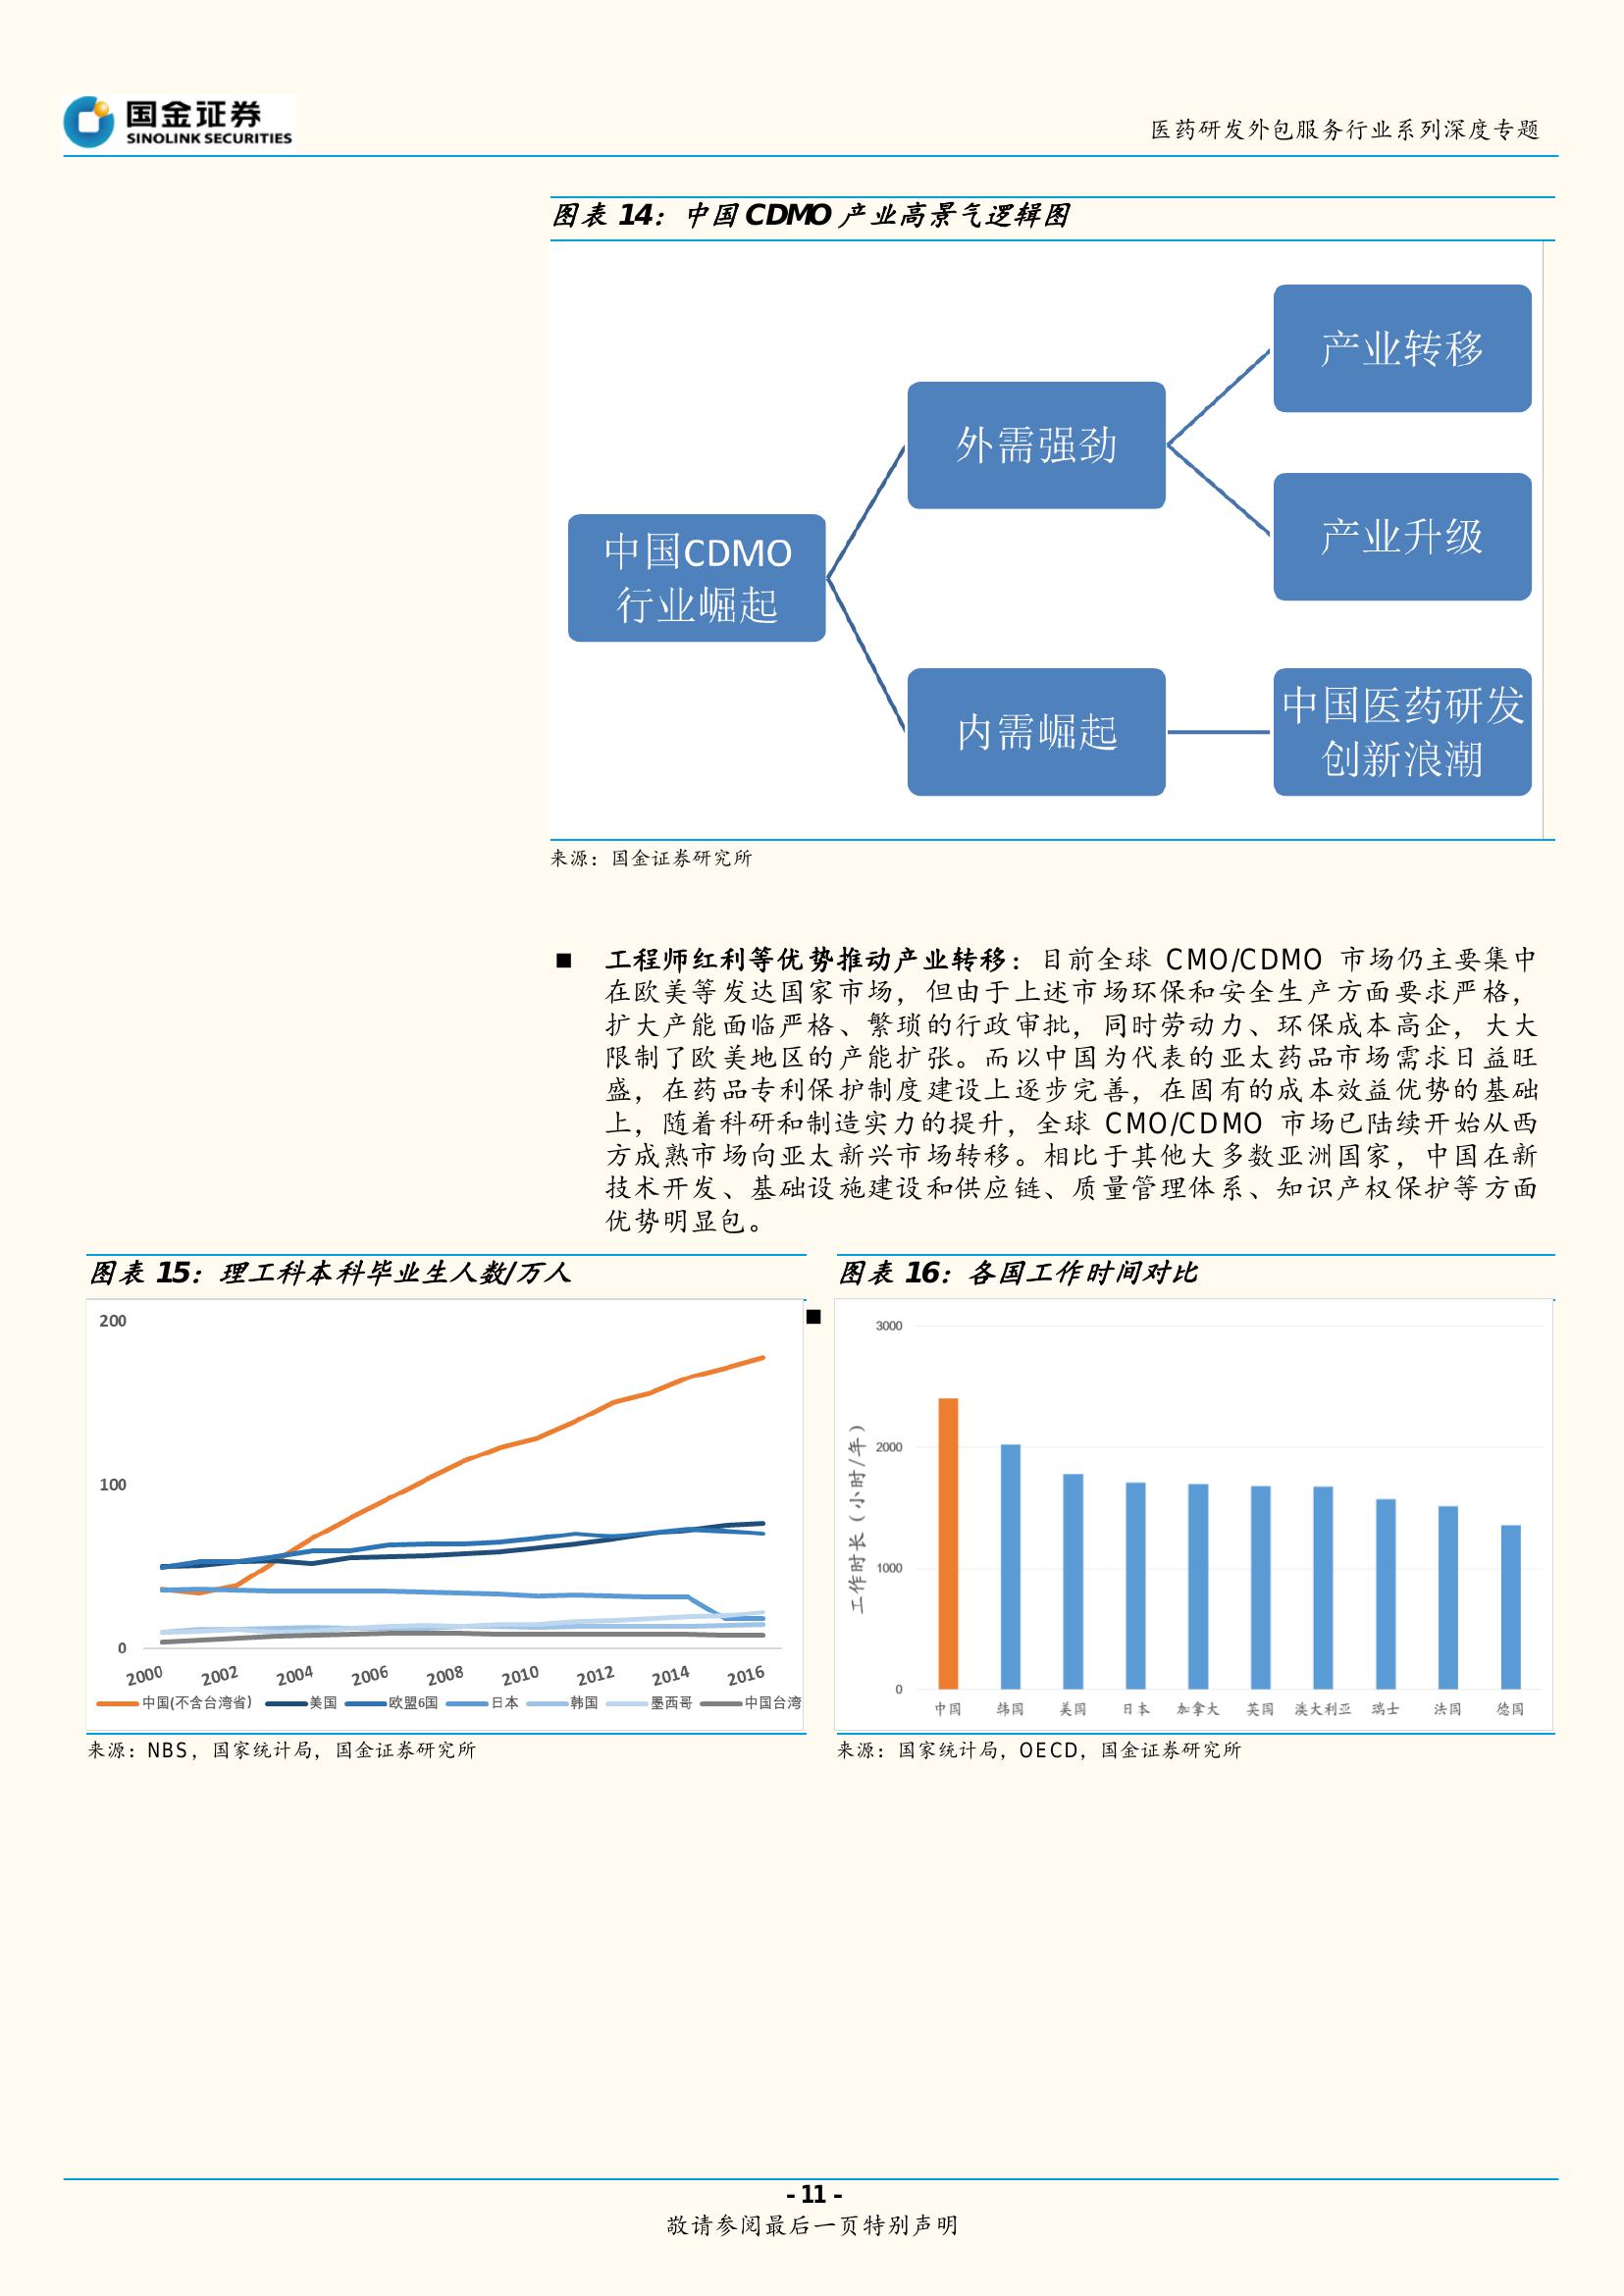 国金证券
SINOLINK SECURITIES
医药研发外包服务行业系列深度专题
图表 14：中国 CDMO 产业高景气逻辑图
产业转移
外需强劲
产业升级
中国CDMO
行业崛起
内需崛起
中国医药研发
创新浪潮
来源：国金证券研究所
■ 工程师红利等优势推动产业转移：目前全球 CMO/CDMO 市场仍主要集中
在欧美等发达国家市场，但由于上述市场环保和安全生产方面要求严格，
扩大产能面临严格、繁琐的行政审批，同时劳动力、环保成本高企，大大
限制了欧美地区的产能扩张。而以中国为代表的亚太药品市场需求日益旺
盛，在药品专利保护制度建设上逐步完善，在固有的成本效益优势的基础
上，随着科研和制造实力的提升，全球 CMO/CDMO 市场已陆续开始从西
方成熟市场向亚太新兴市场转移。相比于其他大多数亚洲国家，中国在新
技术开发、基础设施建设和供应链、质量管理体系、知识产权保护等方面
优势明显包。
图表 15：理工科本科毕业生人数/万人
200
100
0
2000 2002 2004 2006 2008 2010 2012 2014 2016
中国(不含台湾省) 美国 欧盟6国 日本 韩国 墨西哥 中国台湾
来源：NBS，国家统计局，国金证券研究所
■
图表 16：各国工作时间对比
工作时长（小时/年）
3000
2000
1000
0
中国 韩国 美国 日本 加拿大 英国 澳大利亚 瑞士 法国 德国
来源：国家统计局，OECD，国金证券研究所
- 11 -
敬请参阅最后一页特别声明